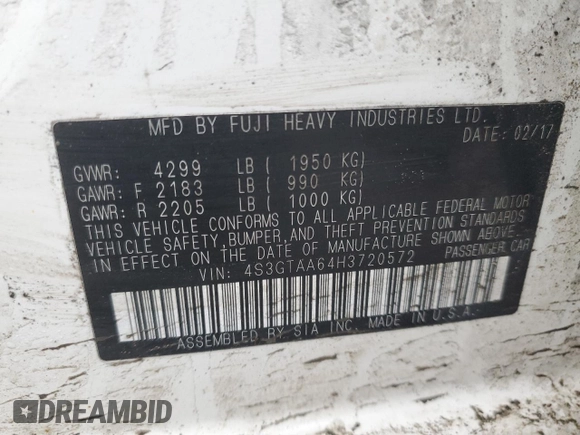 MFD BY FUJI HEAVY INDUSTRIES LTD.
DATE: 02/17
GVWR: 4299 LB ( 1950 KG)
GAWR: F 2183 LB ( 990 KG)
GAWR: R 2205 LB ( 1000 KG)
THIS VEHICLE CONFORMS TO ALL APPLICABLE FEDERAL MOTOR
VEHICLE SAFETY, BUMPER, AND THEFT PREVENTION STANDARDS
IN EFFECT ON THE DATE OF MANUFACTURE SHOWN ABOVE.
VIN: 4S3GTAA64H3720572 PASSENGER CAR
ASSEMBLED BY SIA INC. MADE IN U.S.A.
DREAMBID